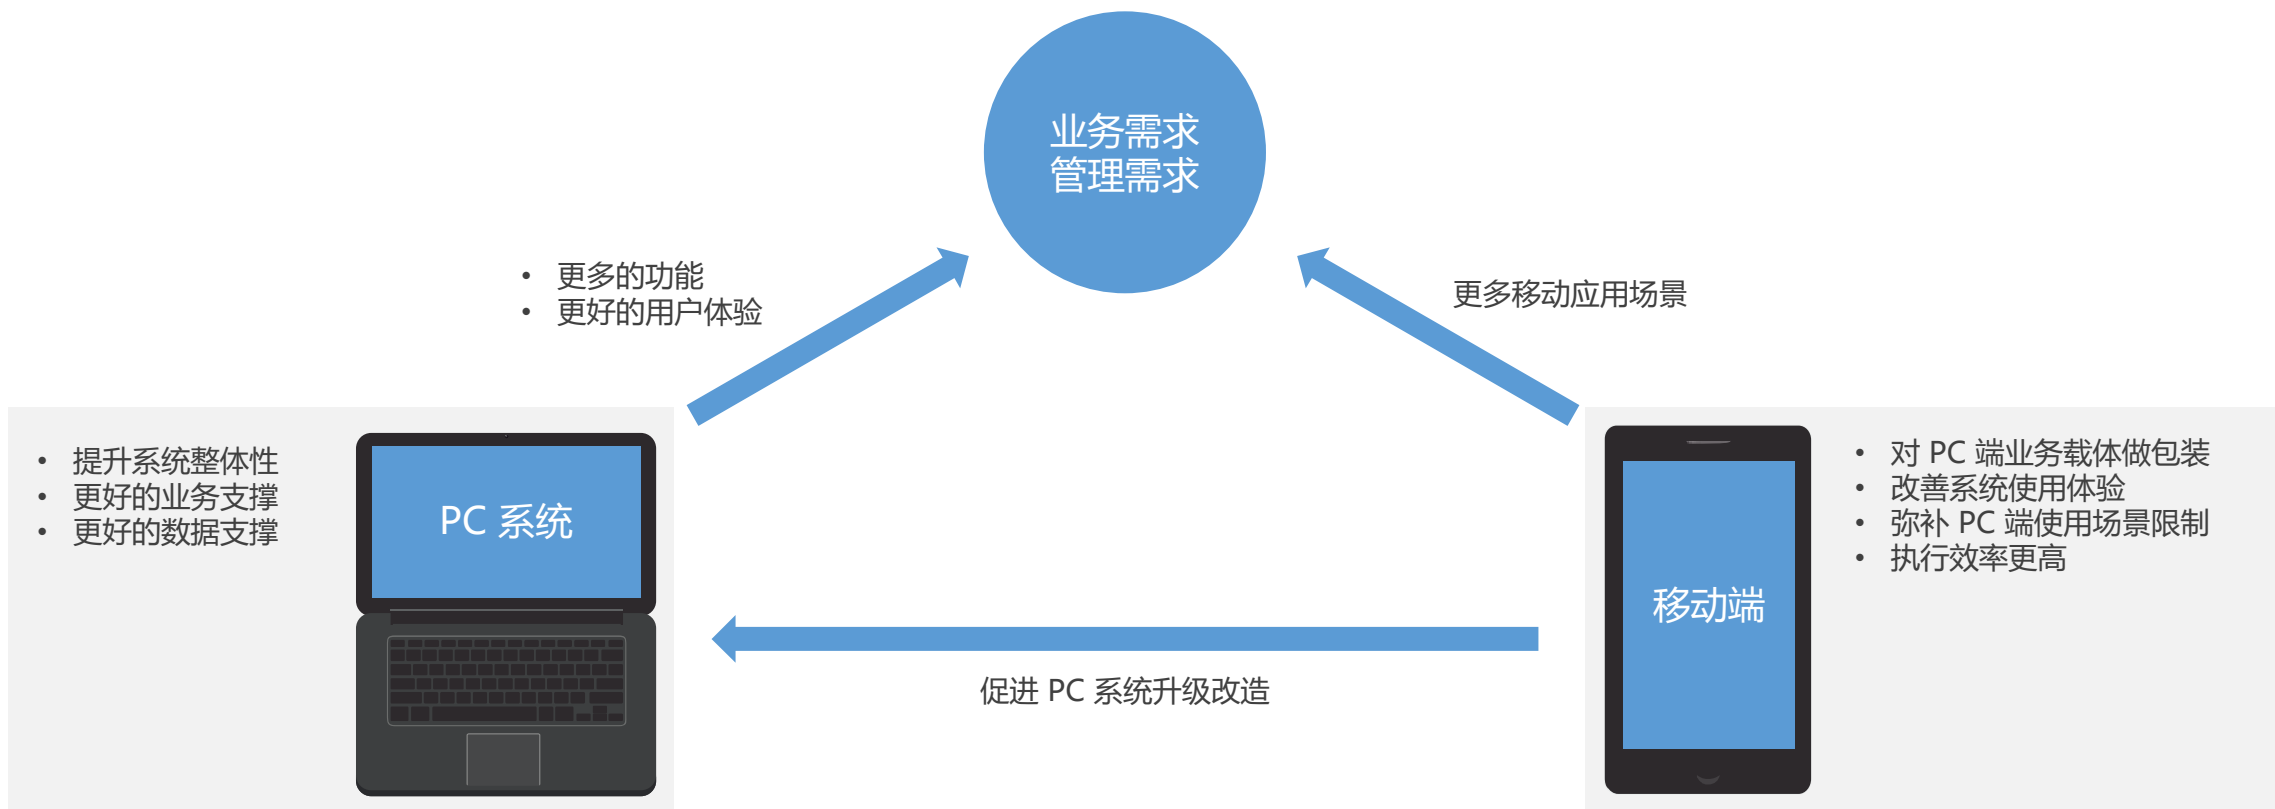 业务需求
管理需求
• 更多的功能
• 更好的用户体验
更多移动应用场景
• 提升系统整体性
• 更好的业务支撑
• 更好的数据支撑
PC 系统
移动端
• 对 PC 端业务载体做包装
• 改善系统使用体验
• 弥补 PC 端使用场景限制
• 执行效率更高
促进 PC 系统升级改造